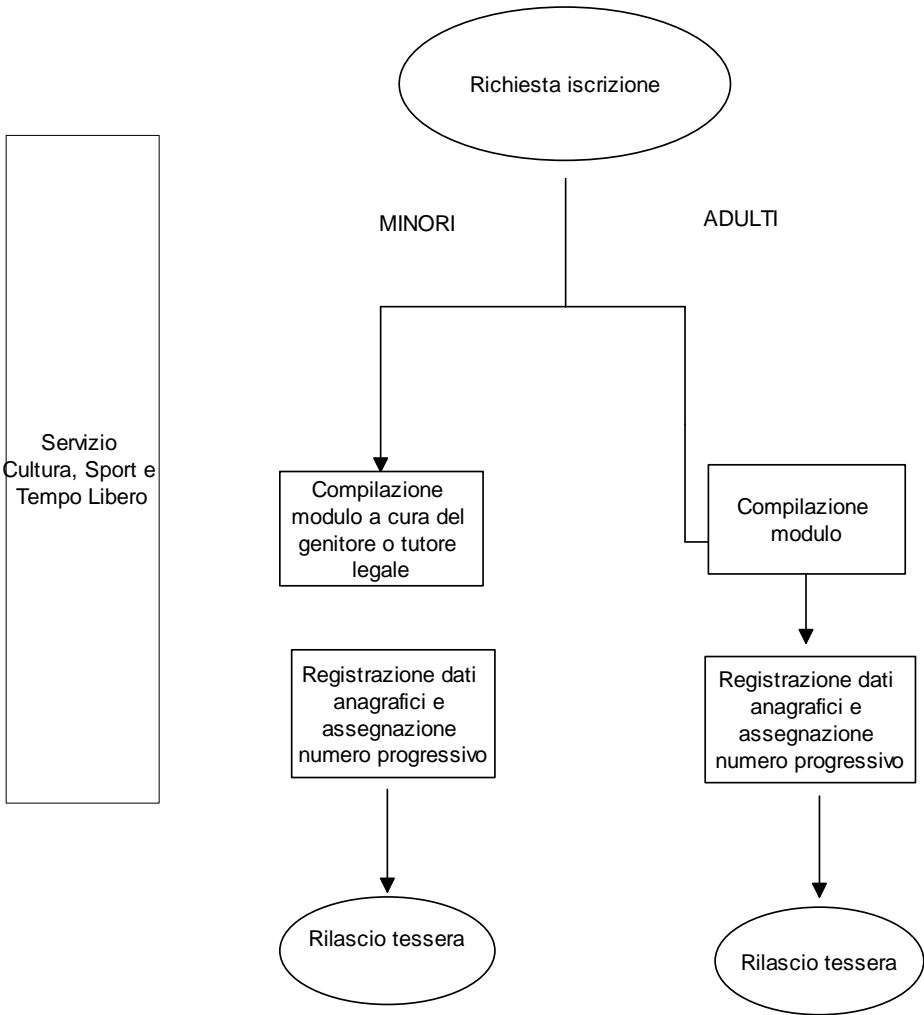 Richiesta iscrizione
MINORI
ADULTI
Servizio
Cultura, Sport e
Tempo Libero
Compilazione
modulo a cura del
genitore o tutore
legale
Compilazione
modulo
Registrazione dati
anagrafici e
assegnazione
numero progressivo
Registrazione dati
anagrafici e
assegnazione
numero progressivo
Rilascio tessera
Rilascio tessera